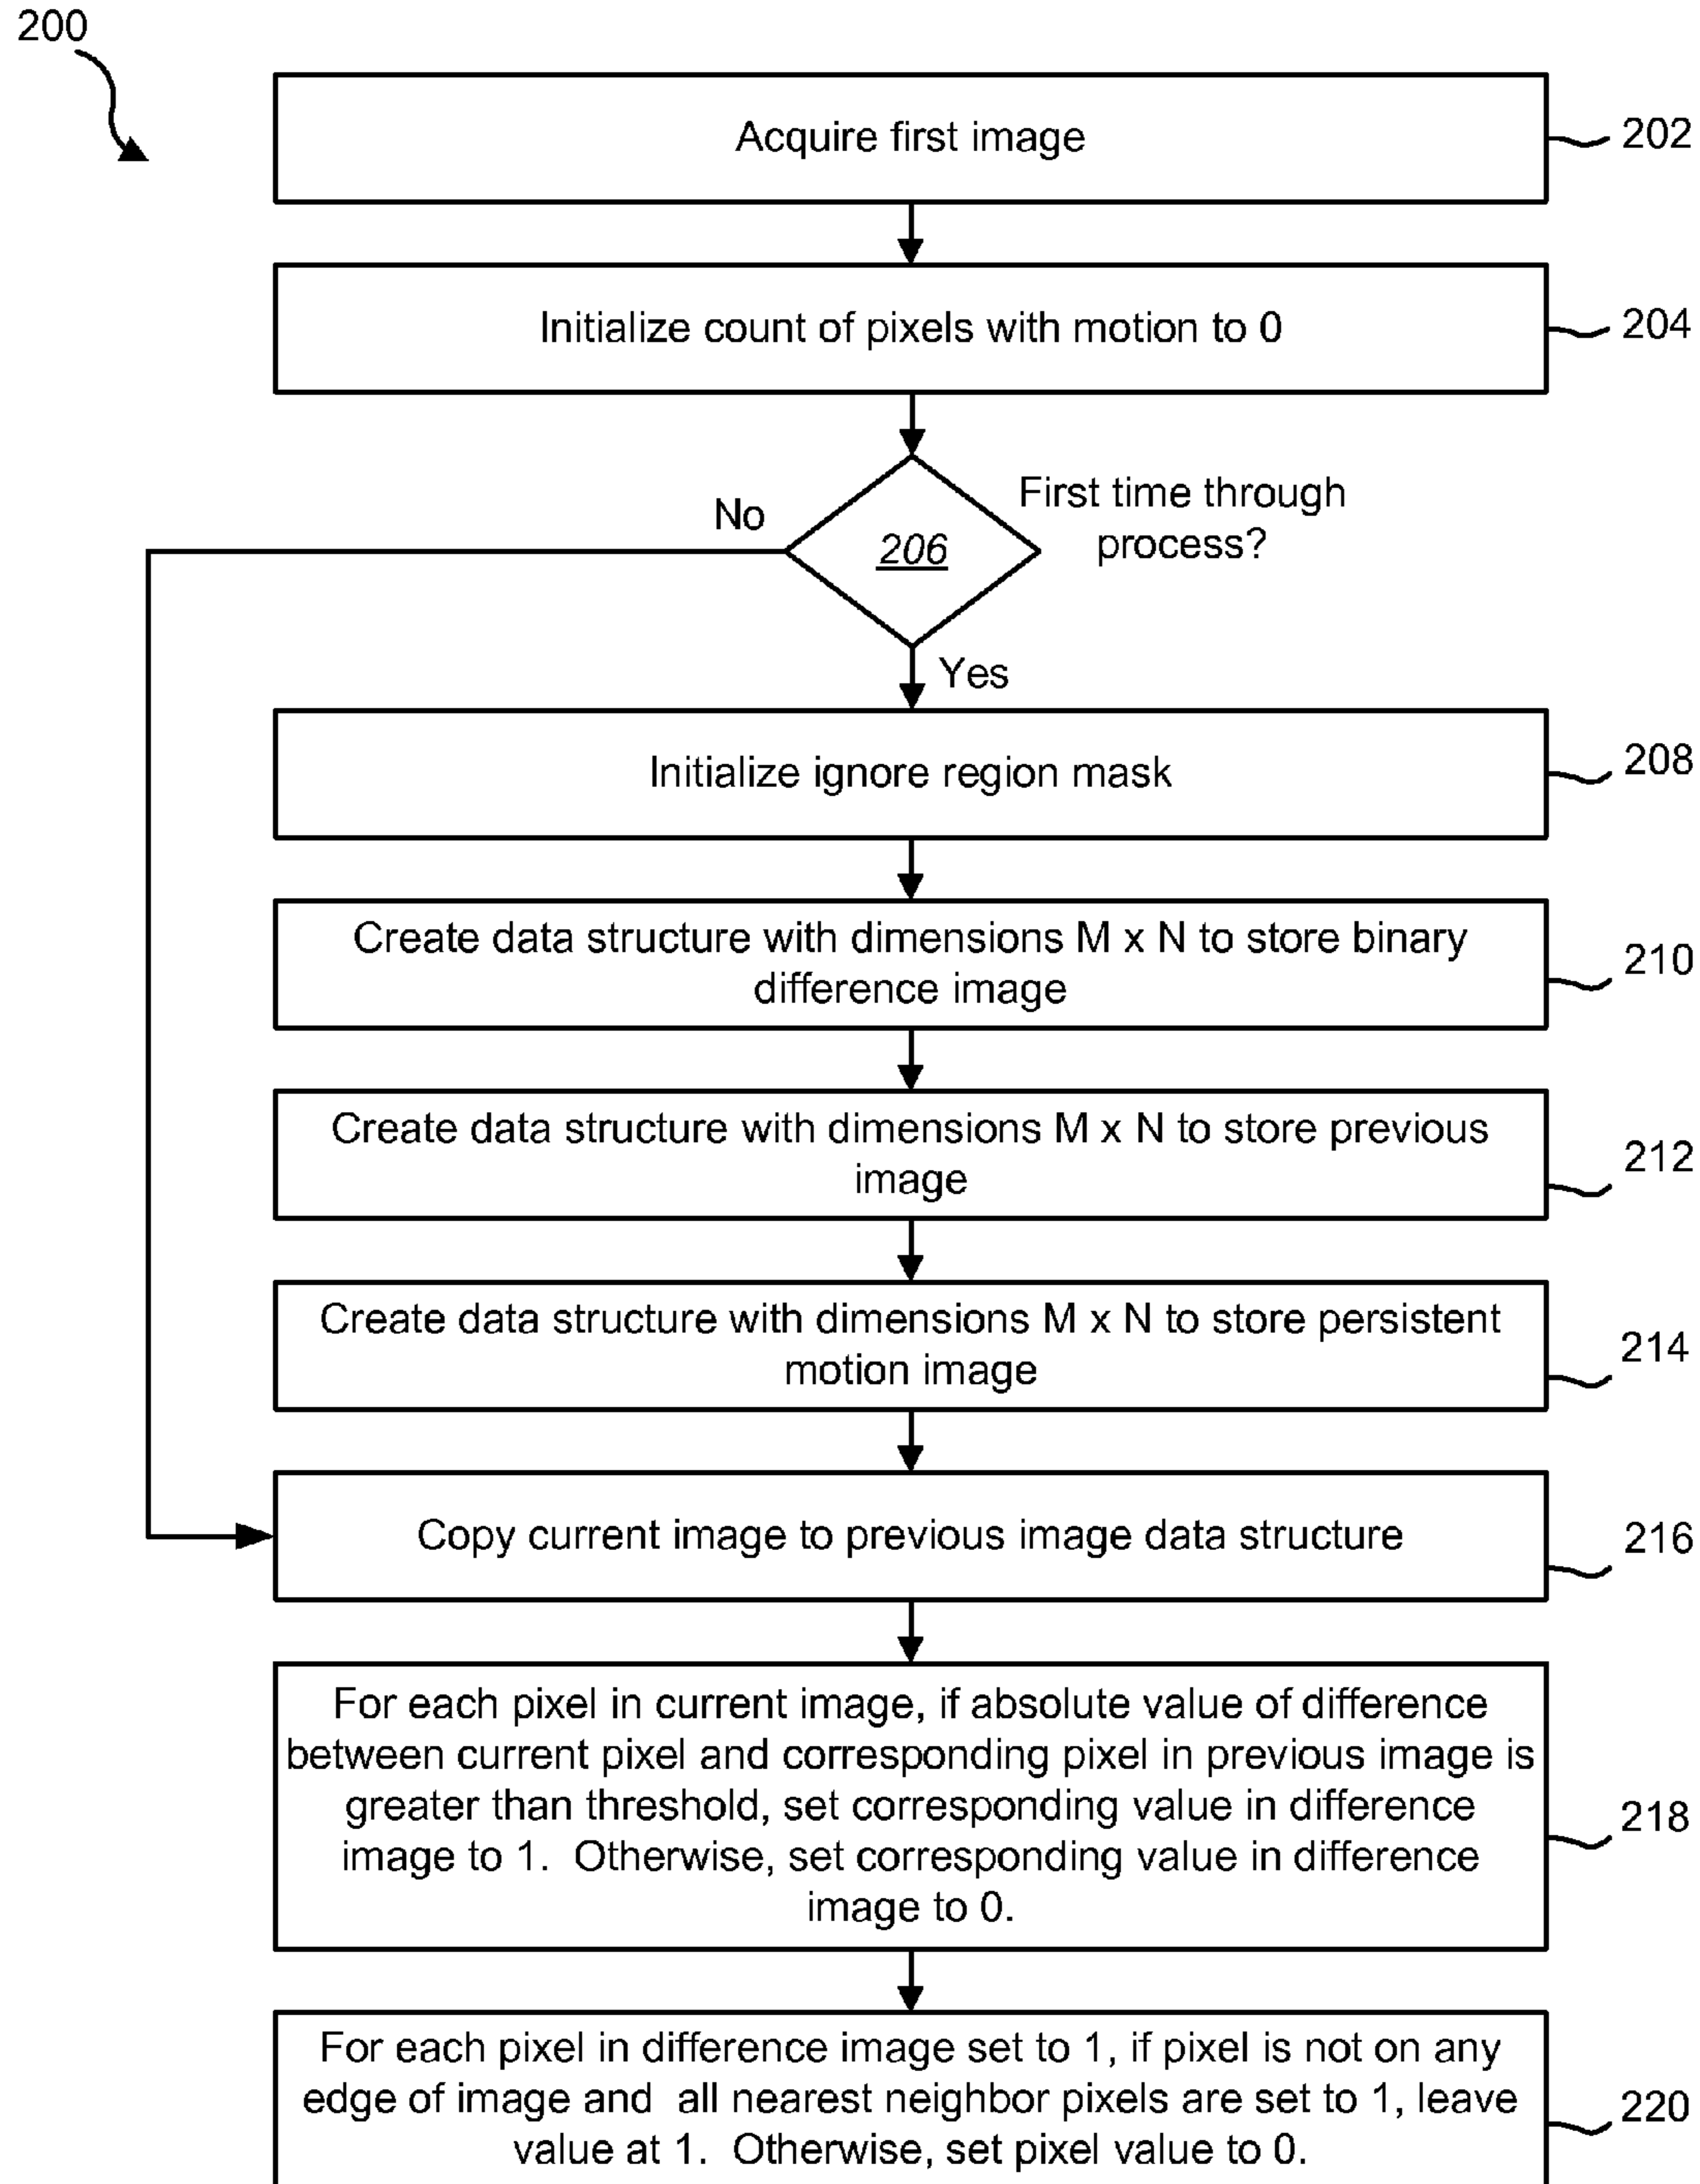 200
Acquire first image
202
Initialize count of pixels with motion to 0
204
First time through
process?
No
206
Yes
Initialize ignore region mask
208
Create data structure with dimensions M x N to store binary
difference image
210
Create data structure with dimensions M x N to store previous
image
212
Create data structure with dimensions M x N to store persistent
motion image
214
Copy current image to previous image data structure
216
For each pixel in current image, if absolute value of difference
between current pixel and corresponding pixel in previous image is
greater than threshold, set corresponding value in difference
image to 1.  Otherwise, set corresponding value in difference
image to 0.
218
For each pixel in difference image set to 1, if pixel is not on any
edge of image and  all nearest neighbor pixels are set to 1, leave
value at 1.  Otherwise, set pixel value to 0.
220